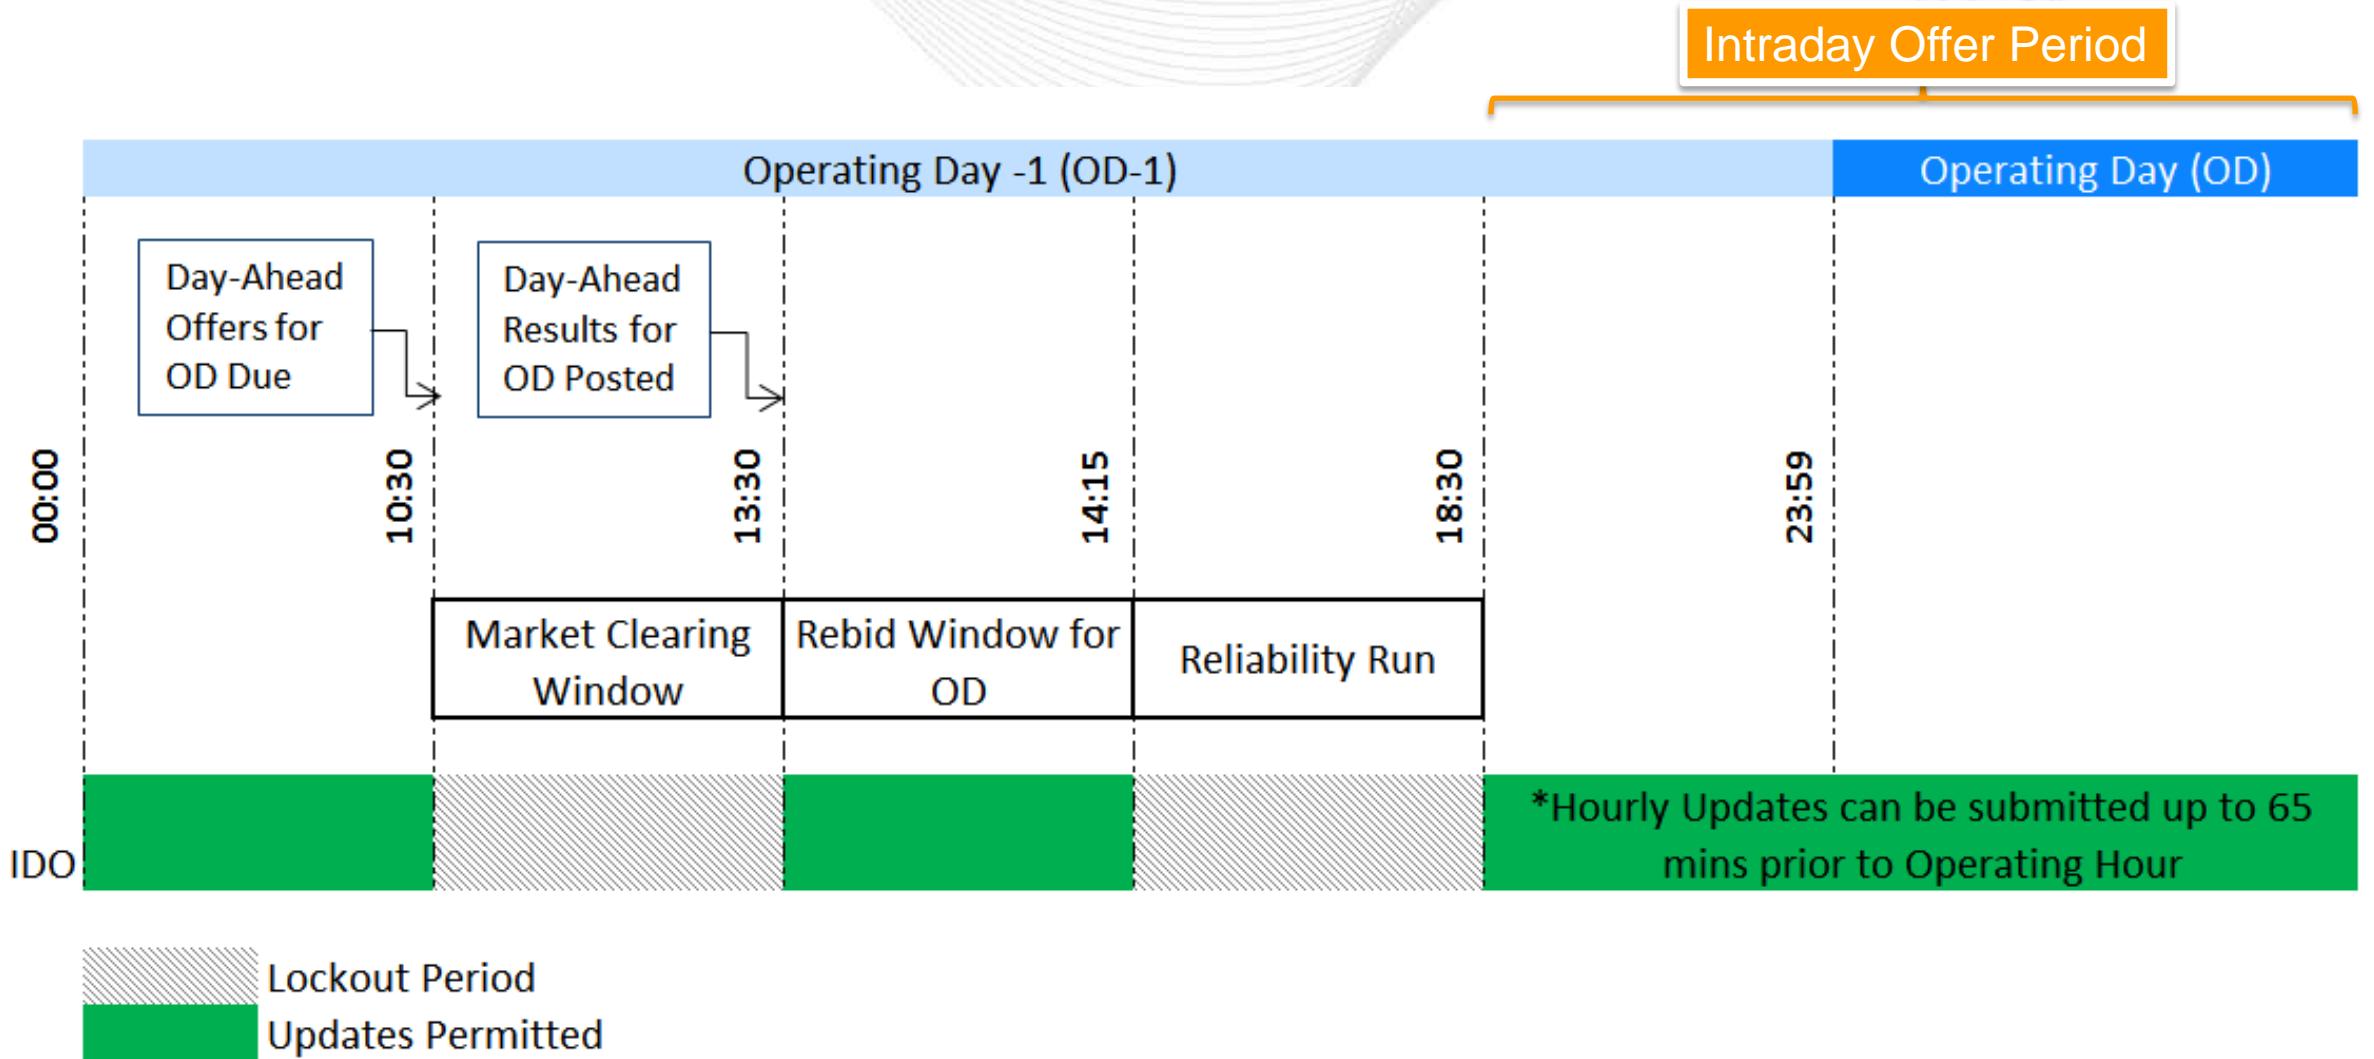 Intraday Offer Period
Operating Day -1 (OD-1)
Operating Day (OD)
Day-Ahead
Offers for
OD Due
Day-Ahead
Results for
OD Posted
00:00
10:30
13:30
14:15
18:30
23:59
Market Clearing
Window
Rebid Window for
OD
Reliability Run
IDO
*Hourly Updates can be submitted up to 65
mins prior to Operating Hour
Lockout Period
Updates Permitted